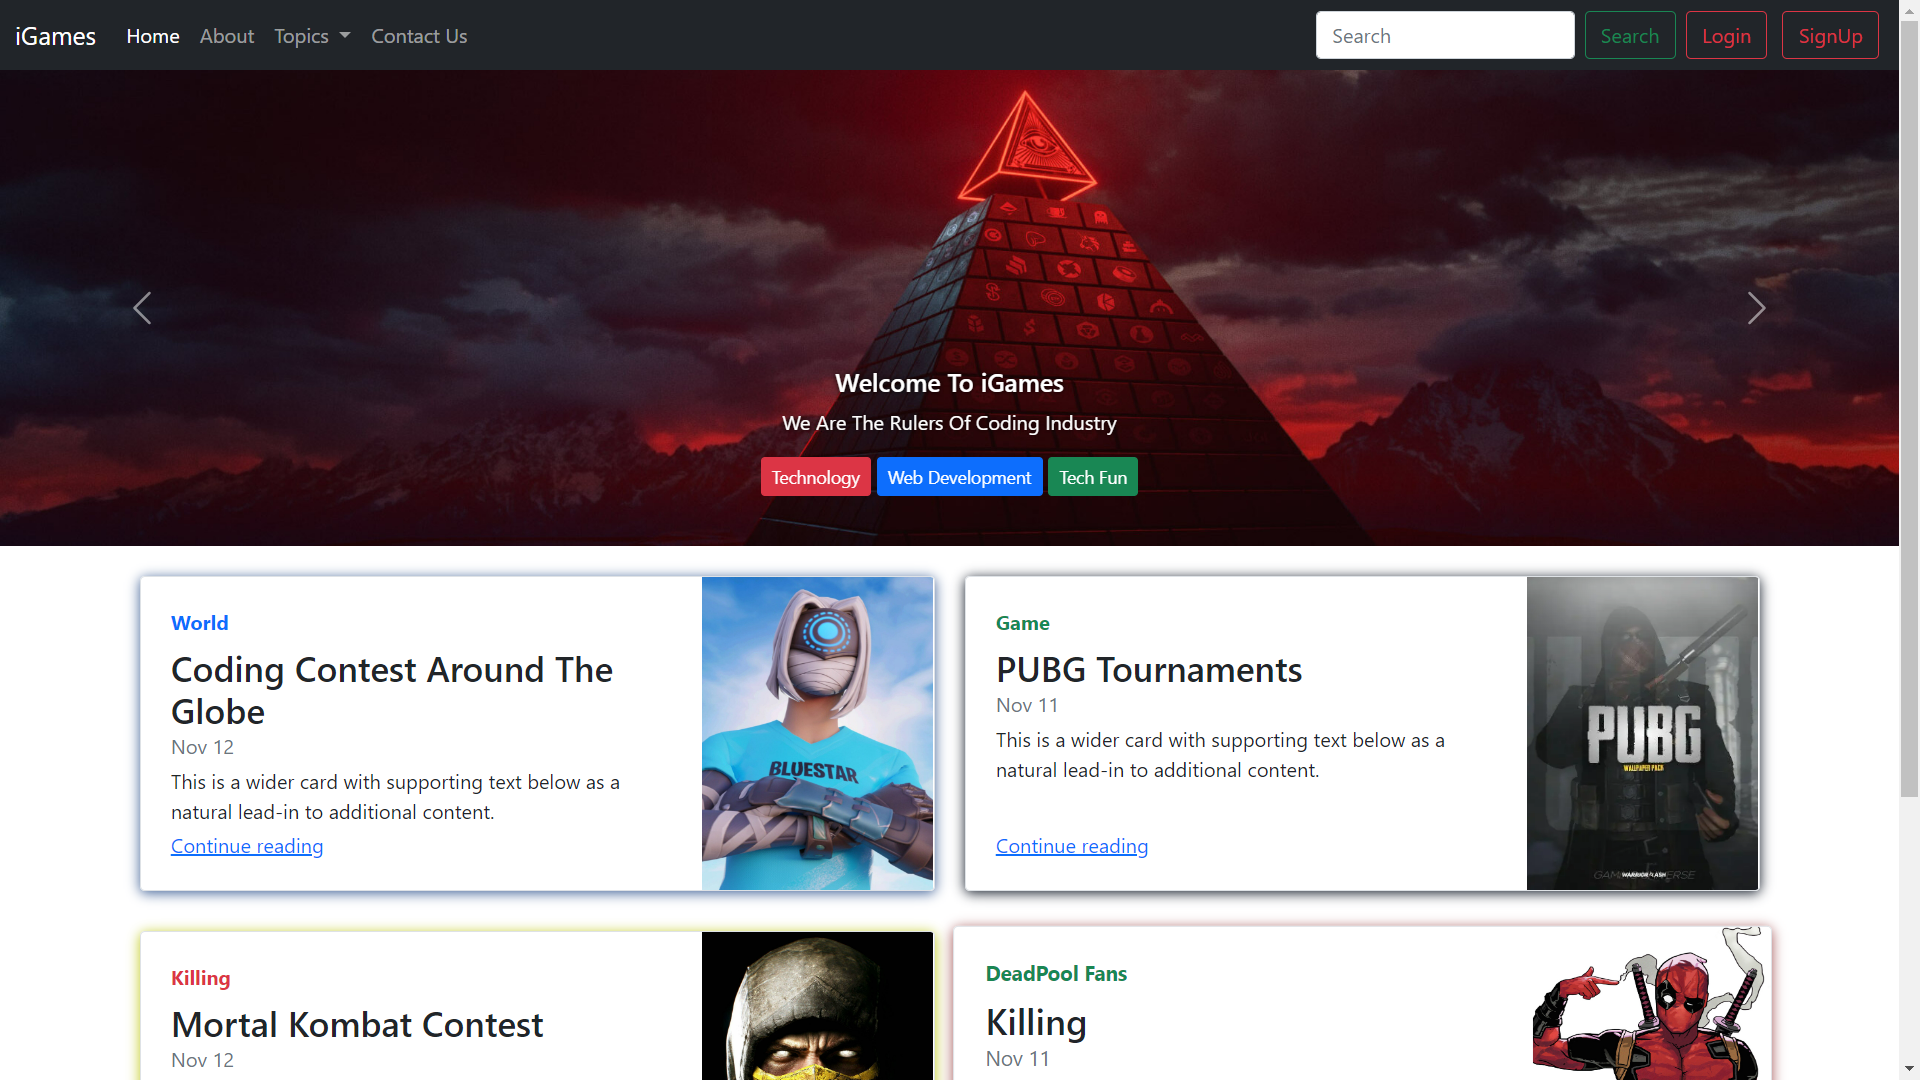 iGames Home About Topics Contact Us Search Search Login SignUp
Welcome To iGames
We Are The Rulers Of Coding Industry
Technology Web Development Tech Fun
World
Coding Contest Around The
Globe
Nov 12
This is a wider card with supporting text below as a
natural lead-in to additional content.
Continue reading
BLUESTAR
Game
PUBG Tournaments
Nov 11
This is a wider card with supporting text below as a
natural lead-in to additional content.
Continue reading
PUBG
WALLPAPER PACK
Killing
Mortal Kombat Contest
Nov 12
DeadPool Fans
Killing
Nov 11